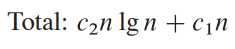 Total: c₂n lg n + c₁n